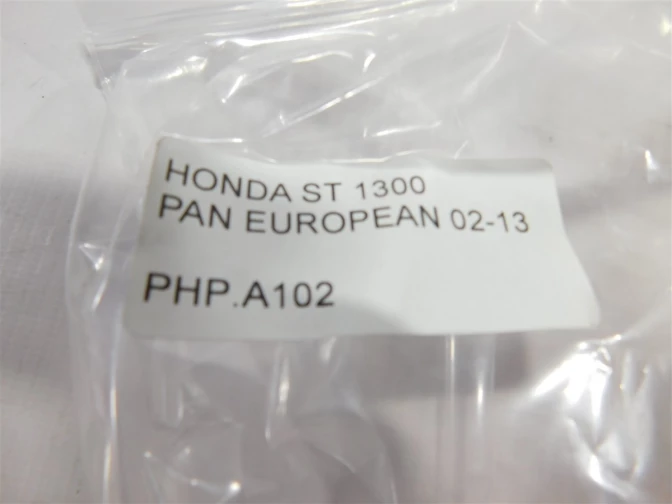 HONDA ST 1300
PAN EUROPEAN 02-13
PHP.A102